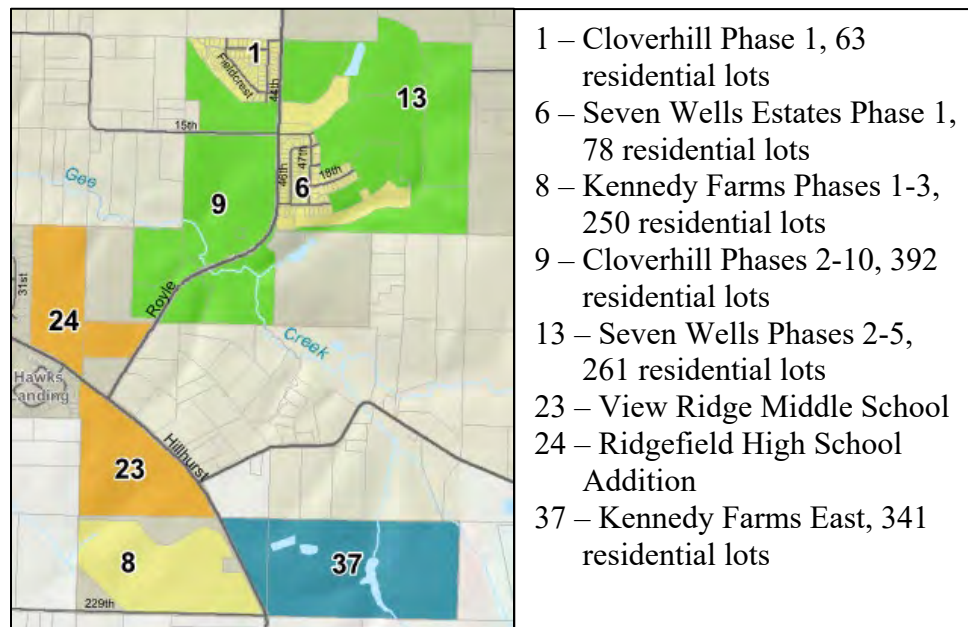 1
Fieldcrest
44th
13
15th
47th
46th
18th
6
Gee
9
31st
Royle
24
Creek
Hawks
Landing
Hillhurst
23
8
37
229th
1 – Cloverhill Phase 1, 63
residential lots
6 – Seven Wells Estates Phase 1,
78 residential lots
8 – Kennedy Farms Phases 1-3,
250 residential lots
9 – Cloverhill Phases 2-10, 392
residential lots
13 – Seven Wells Phases 2-5,
261 residential lots
23 – View Ridge Middle School
24 – Ridgefield High School
Addition
37 – Kennedy Farms East, 341
residential lots